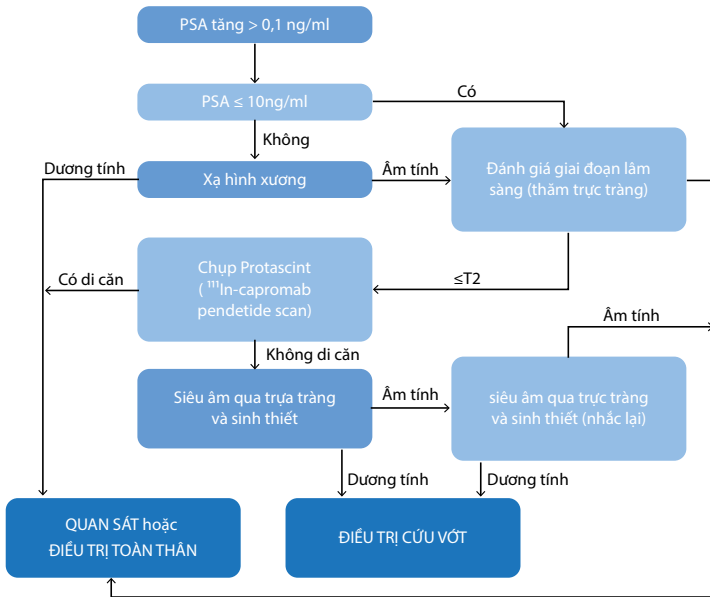 PSA tăng > 0,1 ng/ml
PSA ≤ 10ng/ml
Có
Không
Dương tính
Xạ hình xương
Âm tính
Đánh giá giai đoạn lâm
sàng (thăm trực tràng)
Chụp Protascint
( ¹¹¹In-capromab
pendetide scan)
Có di căn
≤T2
Âm tính
Không di căn
Siêu âm qua trựa tràng
và sinh thiết
Âm tính
siêu âm qua trực tràng
và sinh thiết (nhắc lại)
Dương tính
Dương tính
QUAN SÁT hoặc
ĐIỀU TRỊ TOÀN THÂN
ĐIỀU TRỊ CỨU VỚT